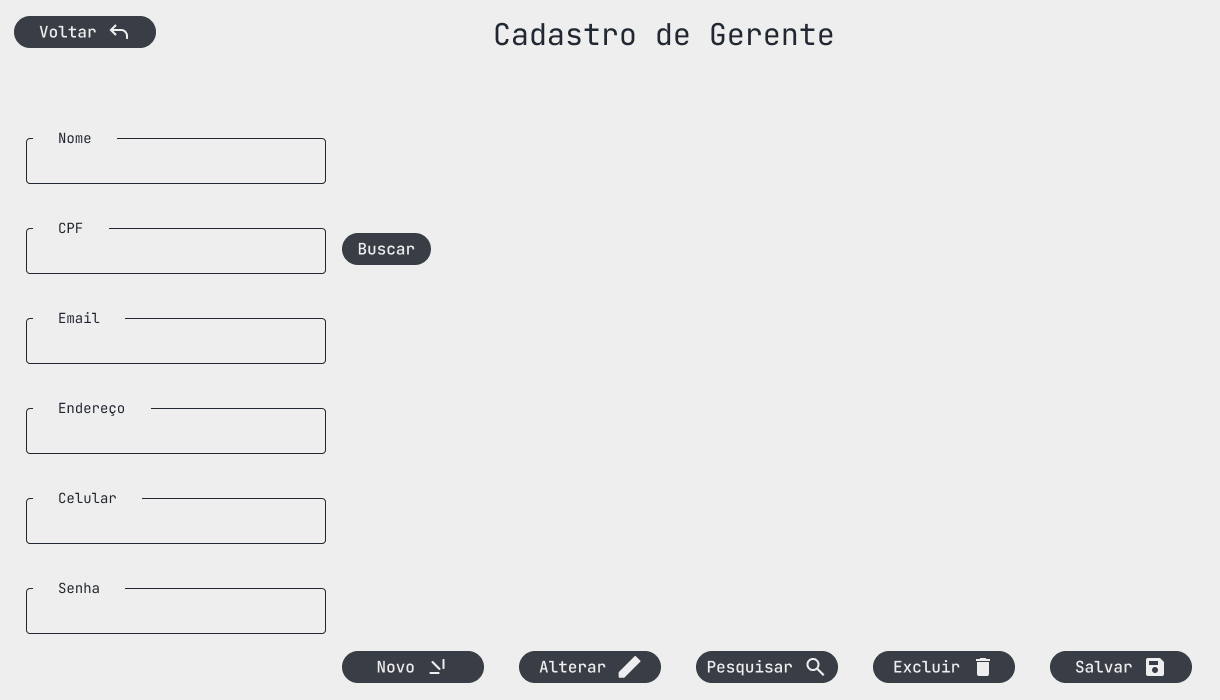 Voltar
Cadastro de Gerente
Nome
CPF
Buscar
Email
Endereço
Celular
Senha
Novo
Alterar
Pesquisar
Excluir
Salvar